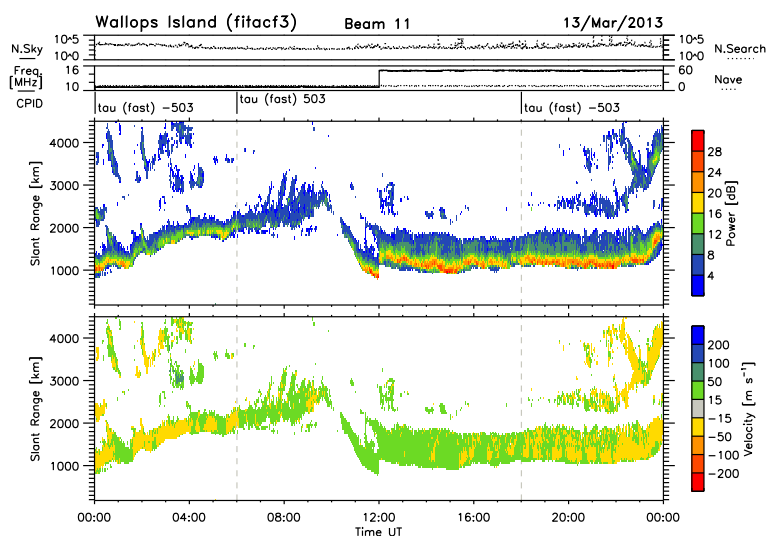 Wallops Island (fitacf3) Beam 11 13/Mar/2013
N.Sky 10^5 10^0 10^5 10^0 N.Search
Freq. [MHz] 16 10 60 0 Nave
CPID tau (fast) -503 tau (fast) 503 tau (fast) -503
Slant Range [km]
4000
3000
2000
1000
28
24
20
16
12
8
4
Power [dB]
Slant Range [km]
4000
3000
2000
1000
200
100
50
15
-15
-50
-100
-200
Velocity [m s⁻¹]
00:00 04:00 08:00 12:00 16:00 20:00 00:00
Time UT